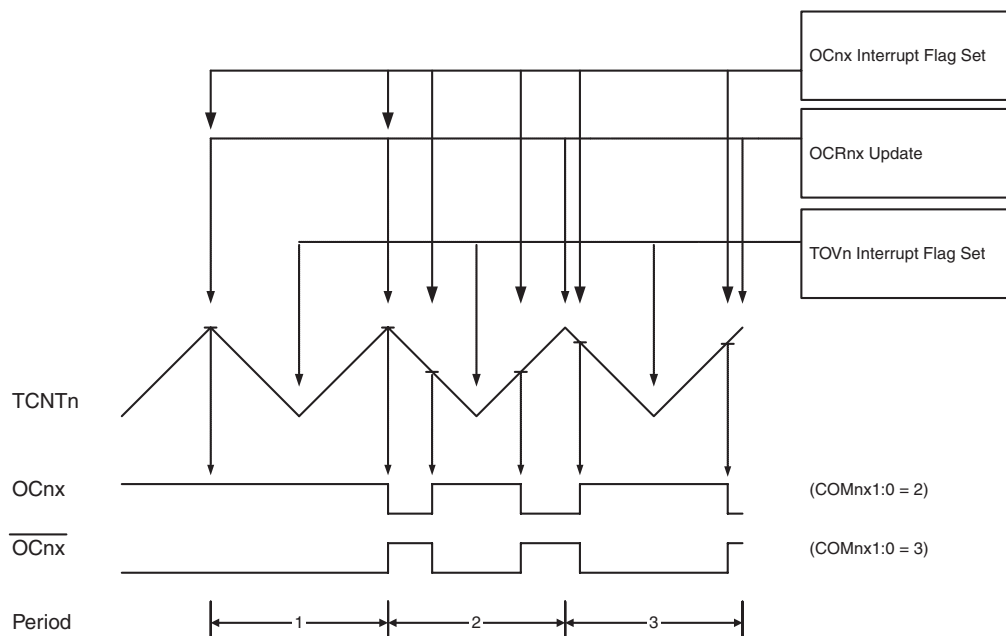 OCnx Interrupt Flag Set
OCRnx Update
TOVn Interrupt Flag Set
TCNTn
OCnx
(COMnx1:0 = 2)
OCnx
(COMnx1:0 = 3)
Period
1
2
3